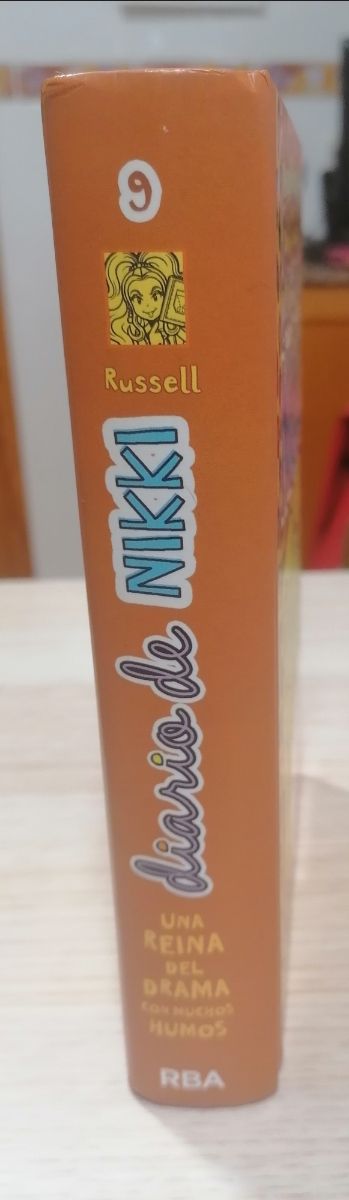 9
Russell
diario de NIKKI
UNA
REINA
DEL
DRAMA
CON MUCHOS
HUMOS
RBA